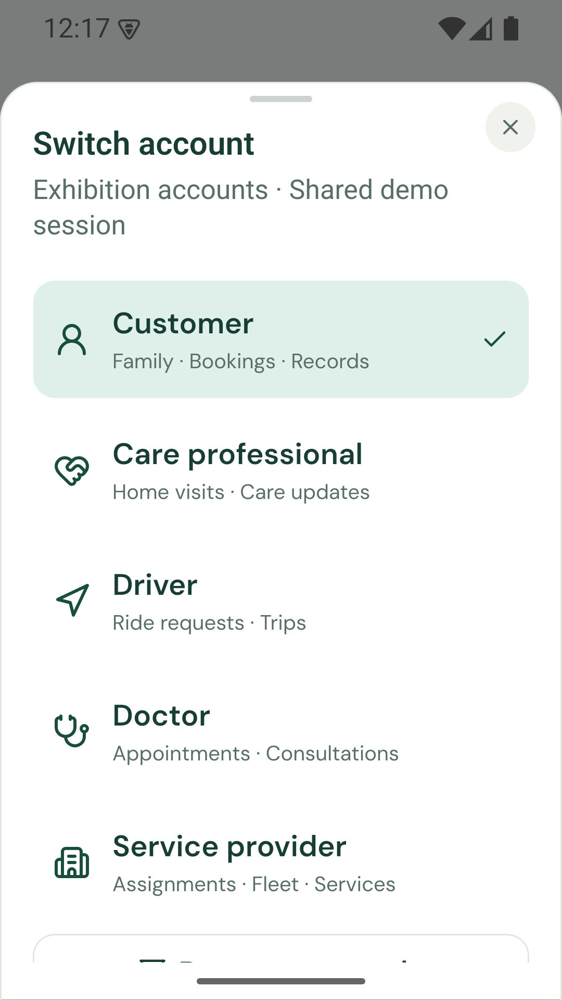 12:17
Switch account
Exhibition accounts · Shared demo
session
Customer
Family · Bookings · Records
Care professional
Home visits · Care updates
Driver
Ride requests · Trips
Doctor
Appointments · Consultations
Service provider
Assignments · Fleet · Services